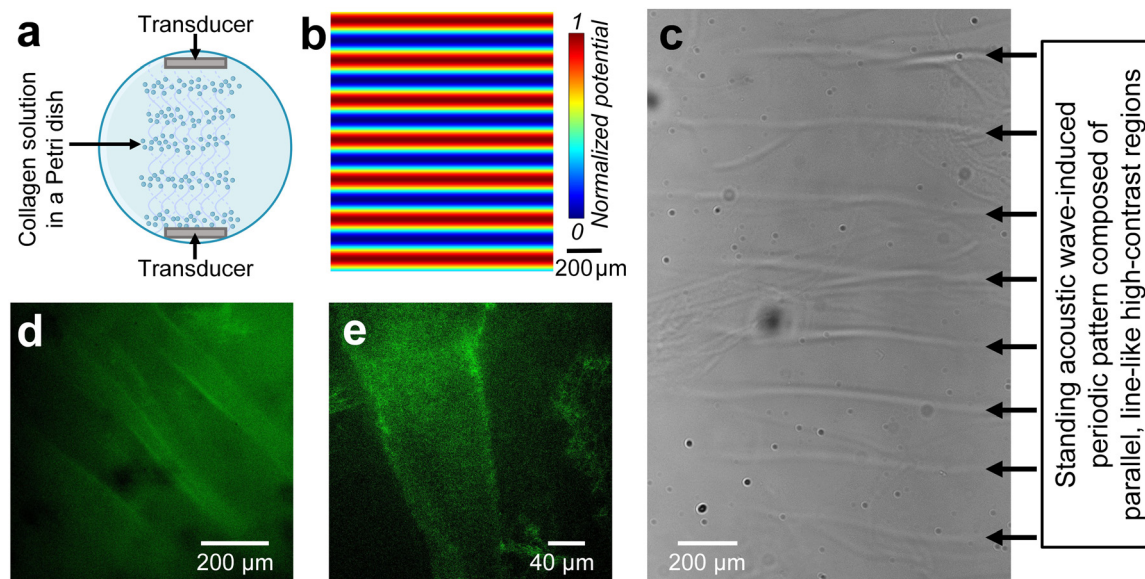 a
Transducer
Collagen solution
in a Petri dish
Transducer
b
1
Normalized potential
0
200 μm
c
200 μm
Standing acoustic wave-induced
periodic pattern composed of
parallel, line-like high-contrast regions
d
200 μm
e
40 μm